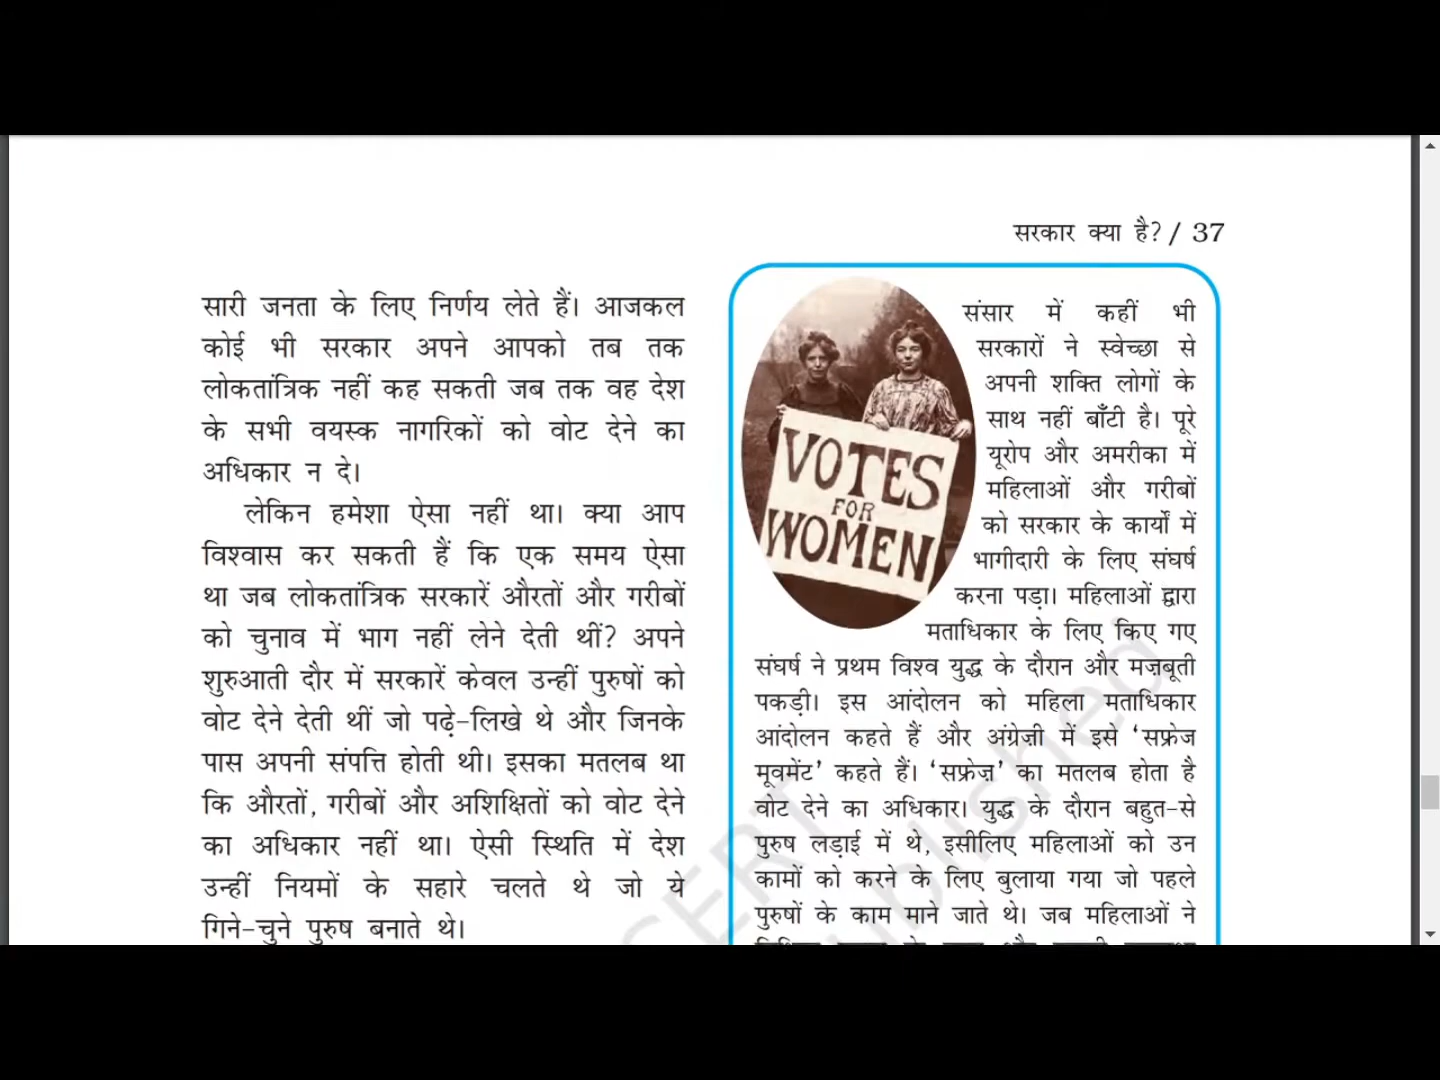 सरकार क्या है? / 37
सारी जनता के लिए निर्णय लेते हैं। आजकल
कोई भी सरकार अपने आपको तब तक
लोकतांत्रिक नहीं कह सकती जब तक वह देश
के सभी वयस्क नागरिकों को वोट देने का
अधिकार न दे।
लेकिन हमेशा ऐसा नहीं था। क्या आप
विश्वास कर सकती हैं कि एक समय ऐसा
था जब लोकतांत्रिक सरकारें औरतों और गरीबों
को चुनाव में भाग नहीं लेने देती थीं? अपने
शुरुआती दौर में सरकारें केवल उन्हीं पुरुषों को
वोट देने देती थीं जो पढ़े-लिखे थे और जिनके
पास अपनी संपत्ति होती थी। इसका मतलब था
कि औरतों, गरीबों और अशिक्षितों को वोट देने
का अधिकार नहीं था। ऐसी स्थिति में देश
उन्हीं नियमों के सहारे चलते थे जो ये
गिने-चुने पुरुष बनाते थे।
VOTES
FOR
WOMEN
संसार में कहीं भी
सरकारों ने स्वेच्छा से
अपनी शक्ति लोगों के
साथ नहीं बाँटी है। पूरे
यूरोप और अमरीका में
महिलाओं और गरीबों
को सरकार के कार्यों में
भागीदारी के लिए संघर्ष
करना पड़ा। महिलाओं द्वारा
मताधिकार के लिए किए गए
संघर्ष ने प्रथम विश्व युद्ध के दौरान और मज़बूती
पकड़ी। इस आंदोलन को महिला मताधिकार
आंदोलन कहते हैं और अंग्रेज़ी में इसे ‘सफ्रेज
मूवमेंट’ कहते हैं। ‘सफ्रेज़’ का मतलब होता है
वोट देने का अधिकार। युद्ध के दौरान बहुत-से
पुरुष लड़ाई में थे, इसीलिए महिलाओं को उन
कामों को करने के लिए बुलाया गया जो पहले
पुरुषों के काम माने जाते थे। जब महिलाओं ने